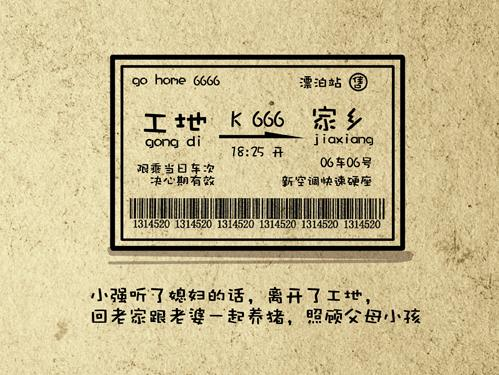 go home 6666
漂泊站 售
工地 K 666 家乡
gong di jiaxiang
18:25 开
限乘当日车次 06车06号
决心期有效 新空调快速硬座
1314520 1314520 1314520 1314520 1314520 1314520
小强听了媳妇的话，离开了工地，
回老家跟老婆一起养猪，照顾父母小孩